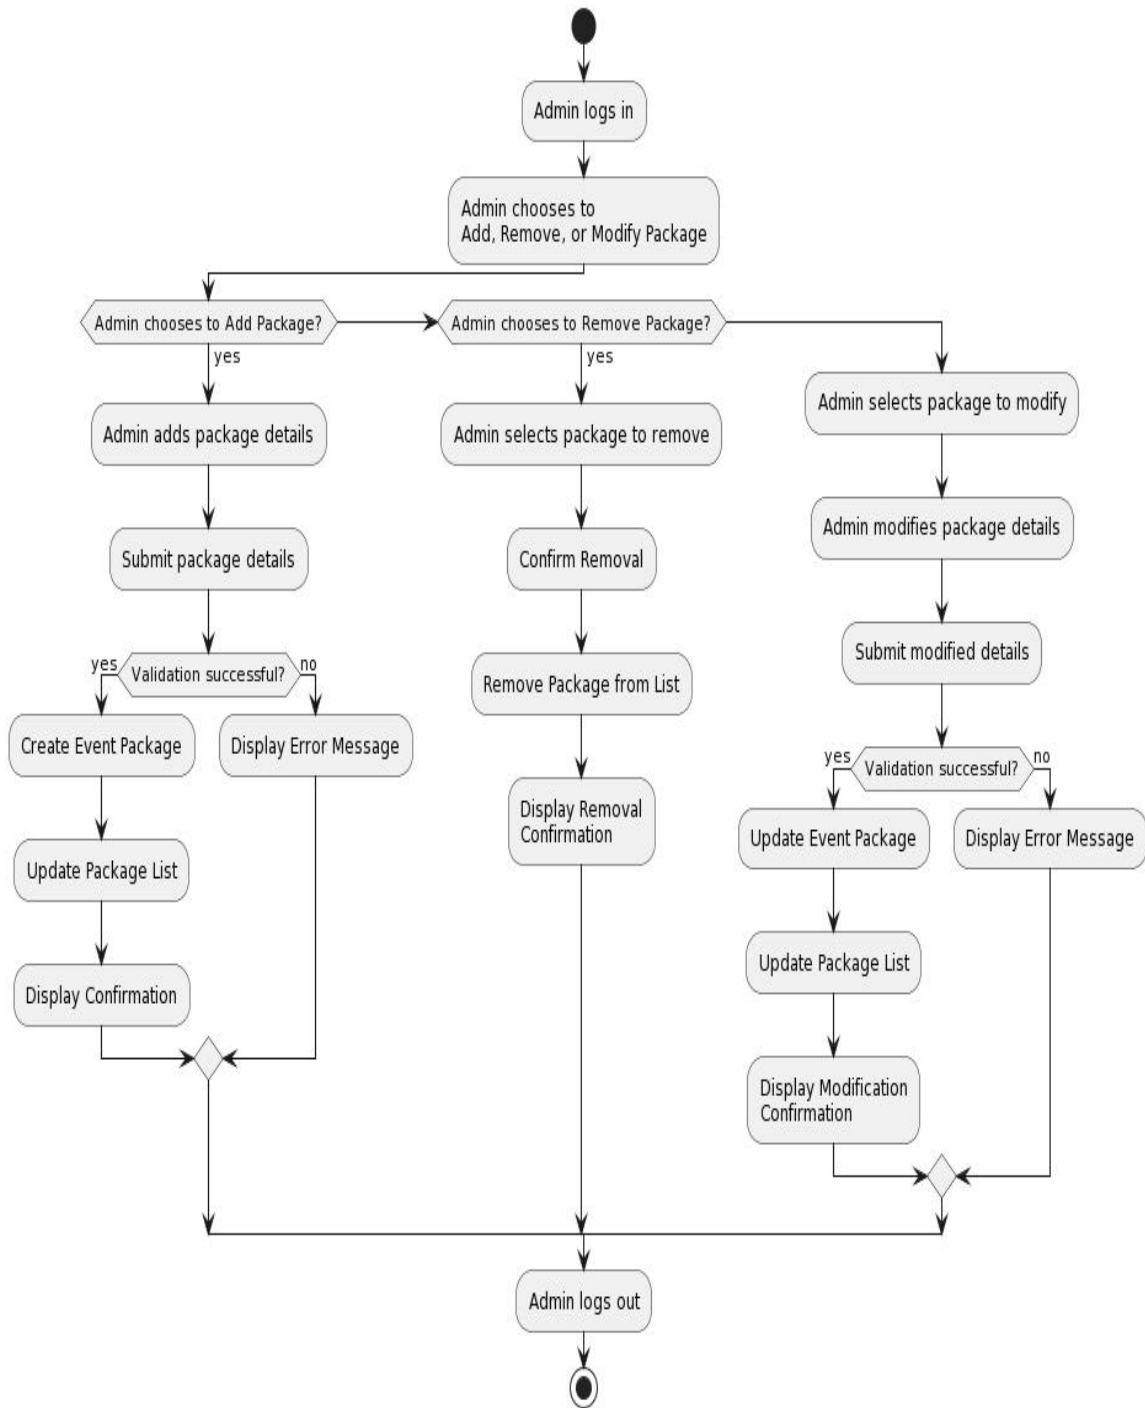 Admin logs in
Admin chooses to
Add, Remove, or Modify Package
Admin chooses to Add Package?
yes
Admin adds package details
Submit package details
Validation successful?
yes
no
Create Event Package
Update Package List
Display Confirmation
Display Error Message
Admin chooses to Remove Package?
yes
Admin selects package to remove
Confirm Removal
Remove Package from List
Display Removal
Confirmation
Admin selects package to modify
Admin modifies package details
Submit modified details
Validation successful?
yes
no
Update Event Package
Update Package List
Display Modification
Confirmation
Display Error Message
Admin logs out